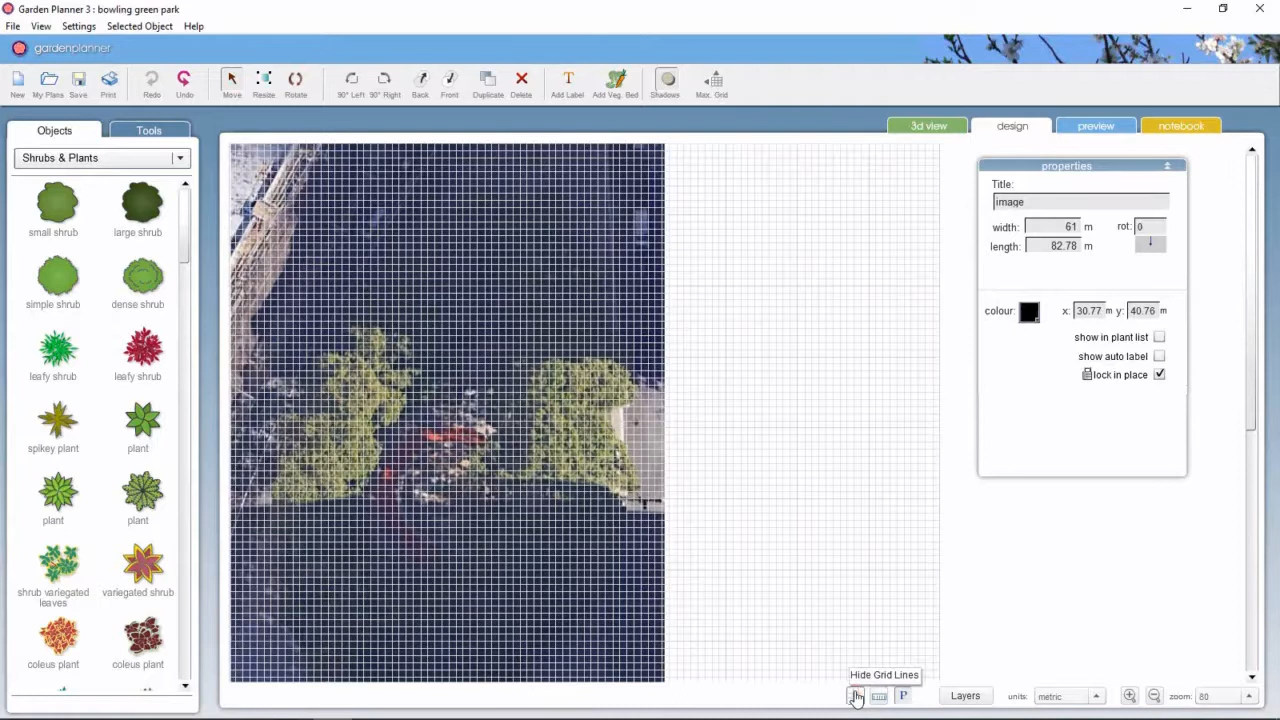 Garden Planner 3 : bowling green park
File View Settings Selected Object Help
gardenplanner
New My Plans Save Print Redo Undo Move Resize Rotate 90° Left 90° Right Back Front Duplicate Delete Add Label Add Veg. Bed Shadows Max. Grid
Objects Tools
3d view design preview notebook
Shrubs & Plants
properties
Title:
image
width: 61 m rot: 0
length: 82.78 m
colour: x: 30.77 m y: 40.76 m
show in plant list
show auto label
lock in place
small shrub large shrub
simple shrub dense shrub
leafy shrub leafy shrub
spikey plant plant
plant plant
shrub variegated leaves variegated shrub
coleus plant coleus plant
Hide Grid Lines
P Layers units: metric zoom: 80